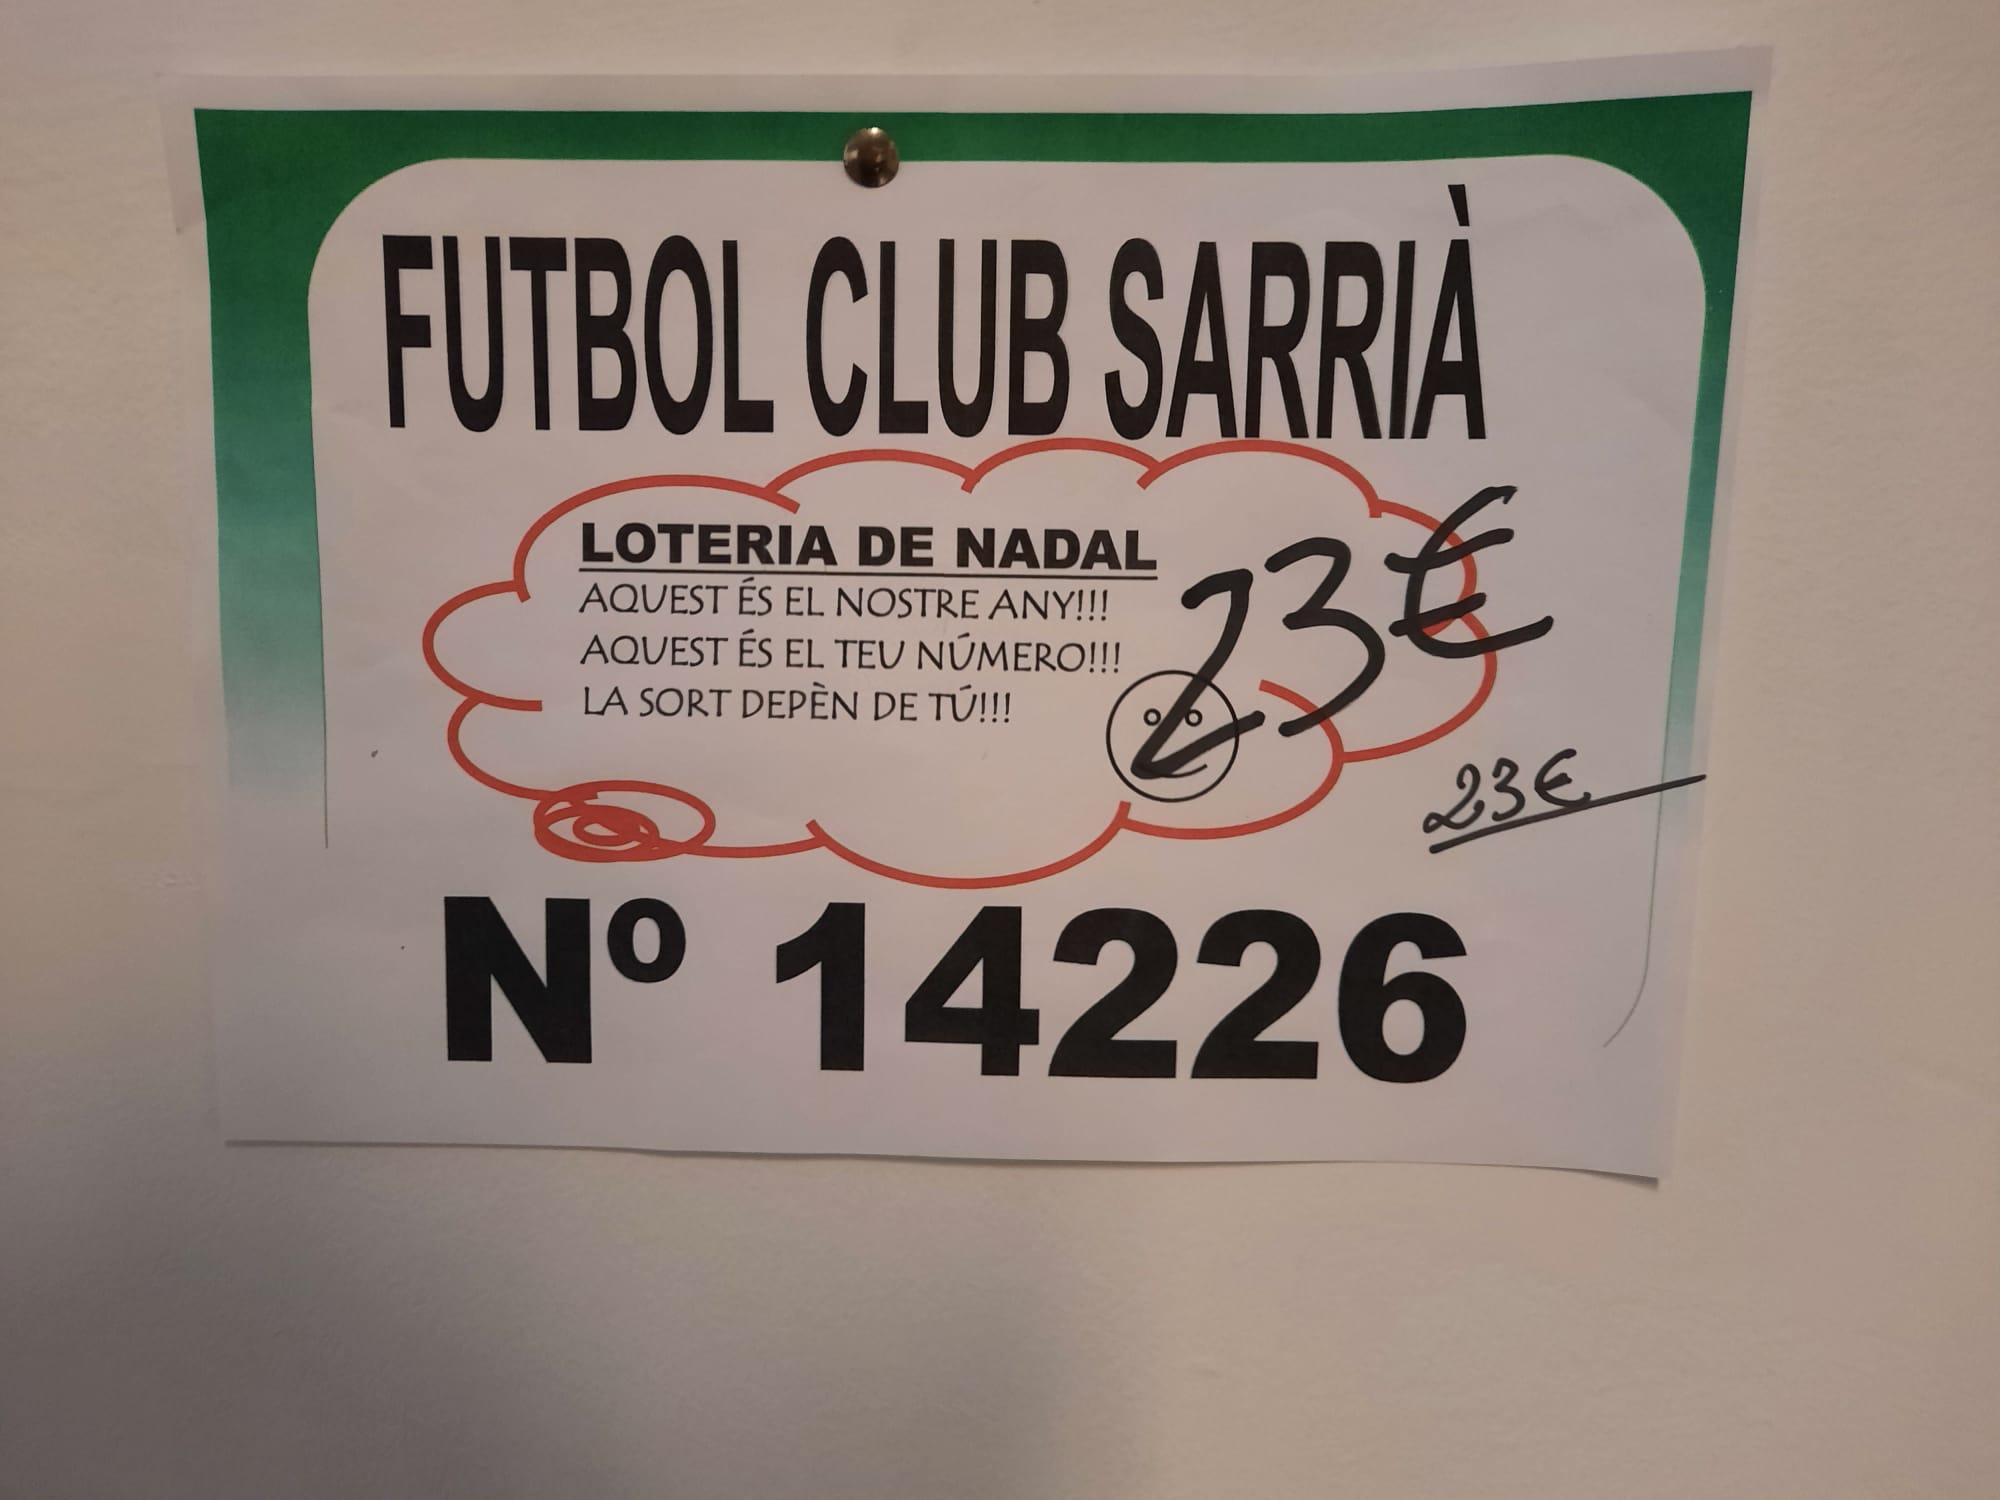 FUTBOL CLUB SARRIÀ
LOTERIA DE NADAL
AQUEST ÉS EL NOSTRE ANY!!!
AQUEST ÉS EL TEU NÚMERO!!!
LA SORT DEPÈN DE TÚ!!!
23€
23€
Nº 14226